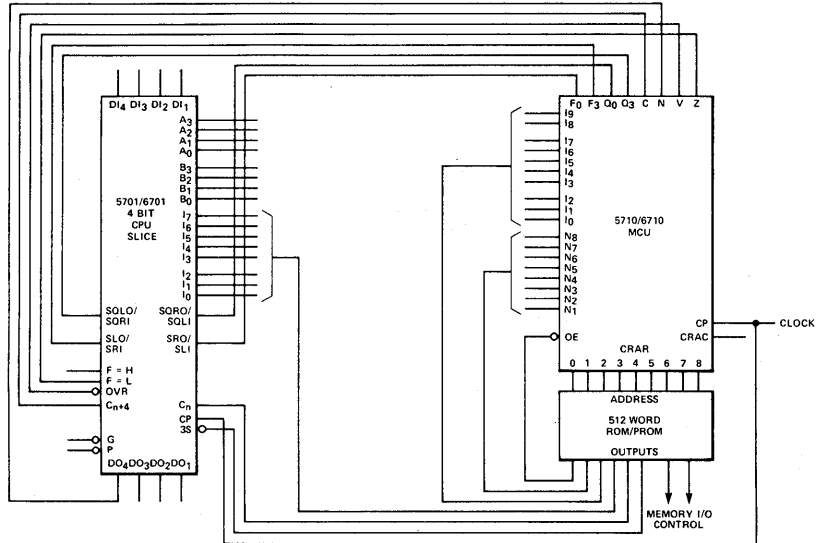 DI4 DI3 DI2 DI1
A3
A2
A1
A0
B3
B2
B1
B0
5701/6701
4 BIT
CPU
SLICE
I7
I6
I5
I4
I3
I2
I1
I0
SQLO/
SQRI
SQRO/
SQLI
SLO/
SRI
SRO/
SLI
F = H
F = L
OVR
Cn+4
Cn
CP
3S
G
P
DO4 DO3 DO2 DO1
F0 F3 Q0 Q3 C N V Z
I9
I8
I7
I6
I5
I4
I3
I2
I1
I0
5710/6710
MCU
N8
N7
N6
N5
N4
N3
N2
N1
OE
CP
CLOCK
CRAC
CRAR
0 1 2 3 4 5 6 7 8
ADDRESS
512 WORD
ROM/PROM
OUTPUTS
MEMORY I/O
CONTROL